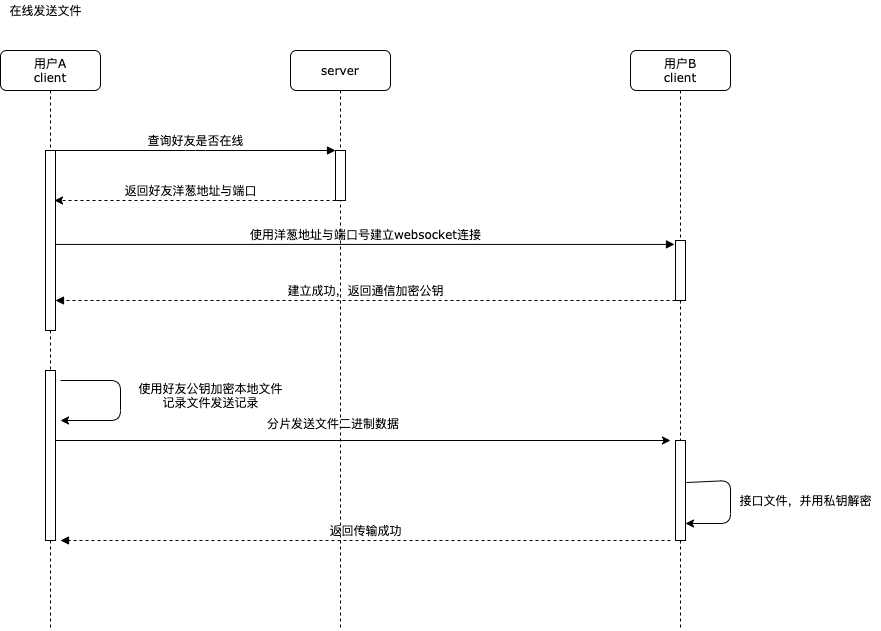 在线发送文件
用户A
client
server
用户B
client
查询好友是否在线
返回好友洋葱地址与端口
使用洋葱地址与端口号建立websocket连接
建立成功，返回通信加密公钥
使用好友公钥加密本地文件
记录文件发送记录
分片发送文件二进制数据
接口文件，并用私钥解密
返回传输成功